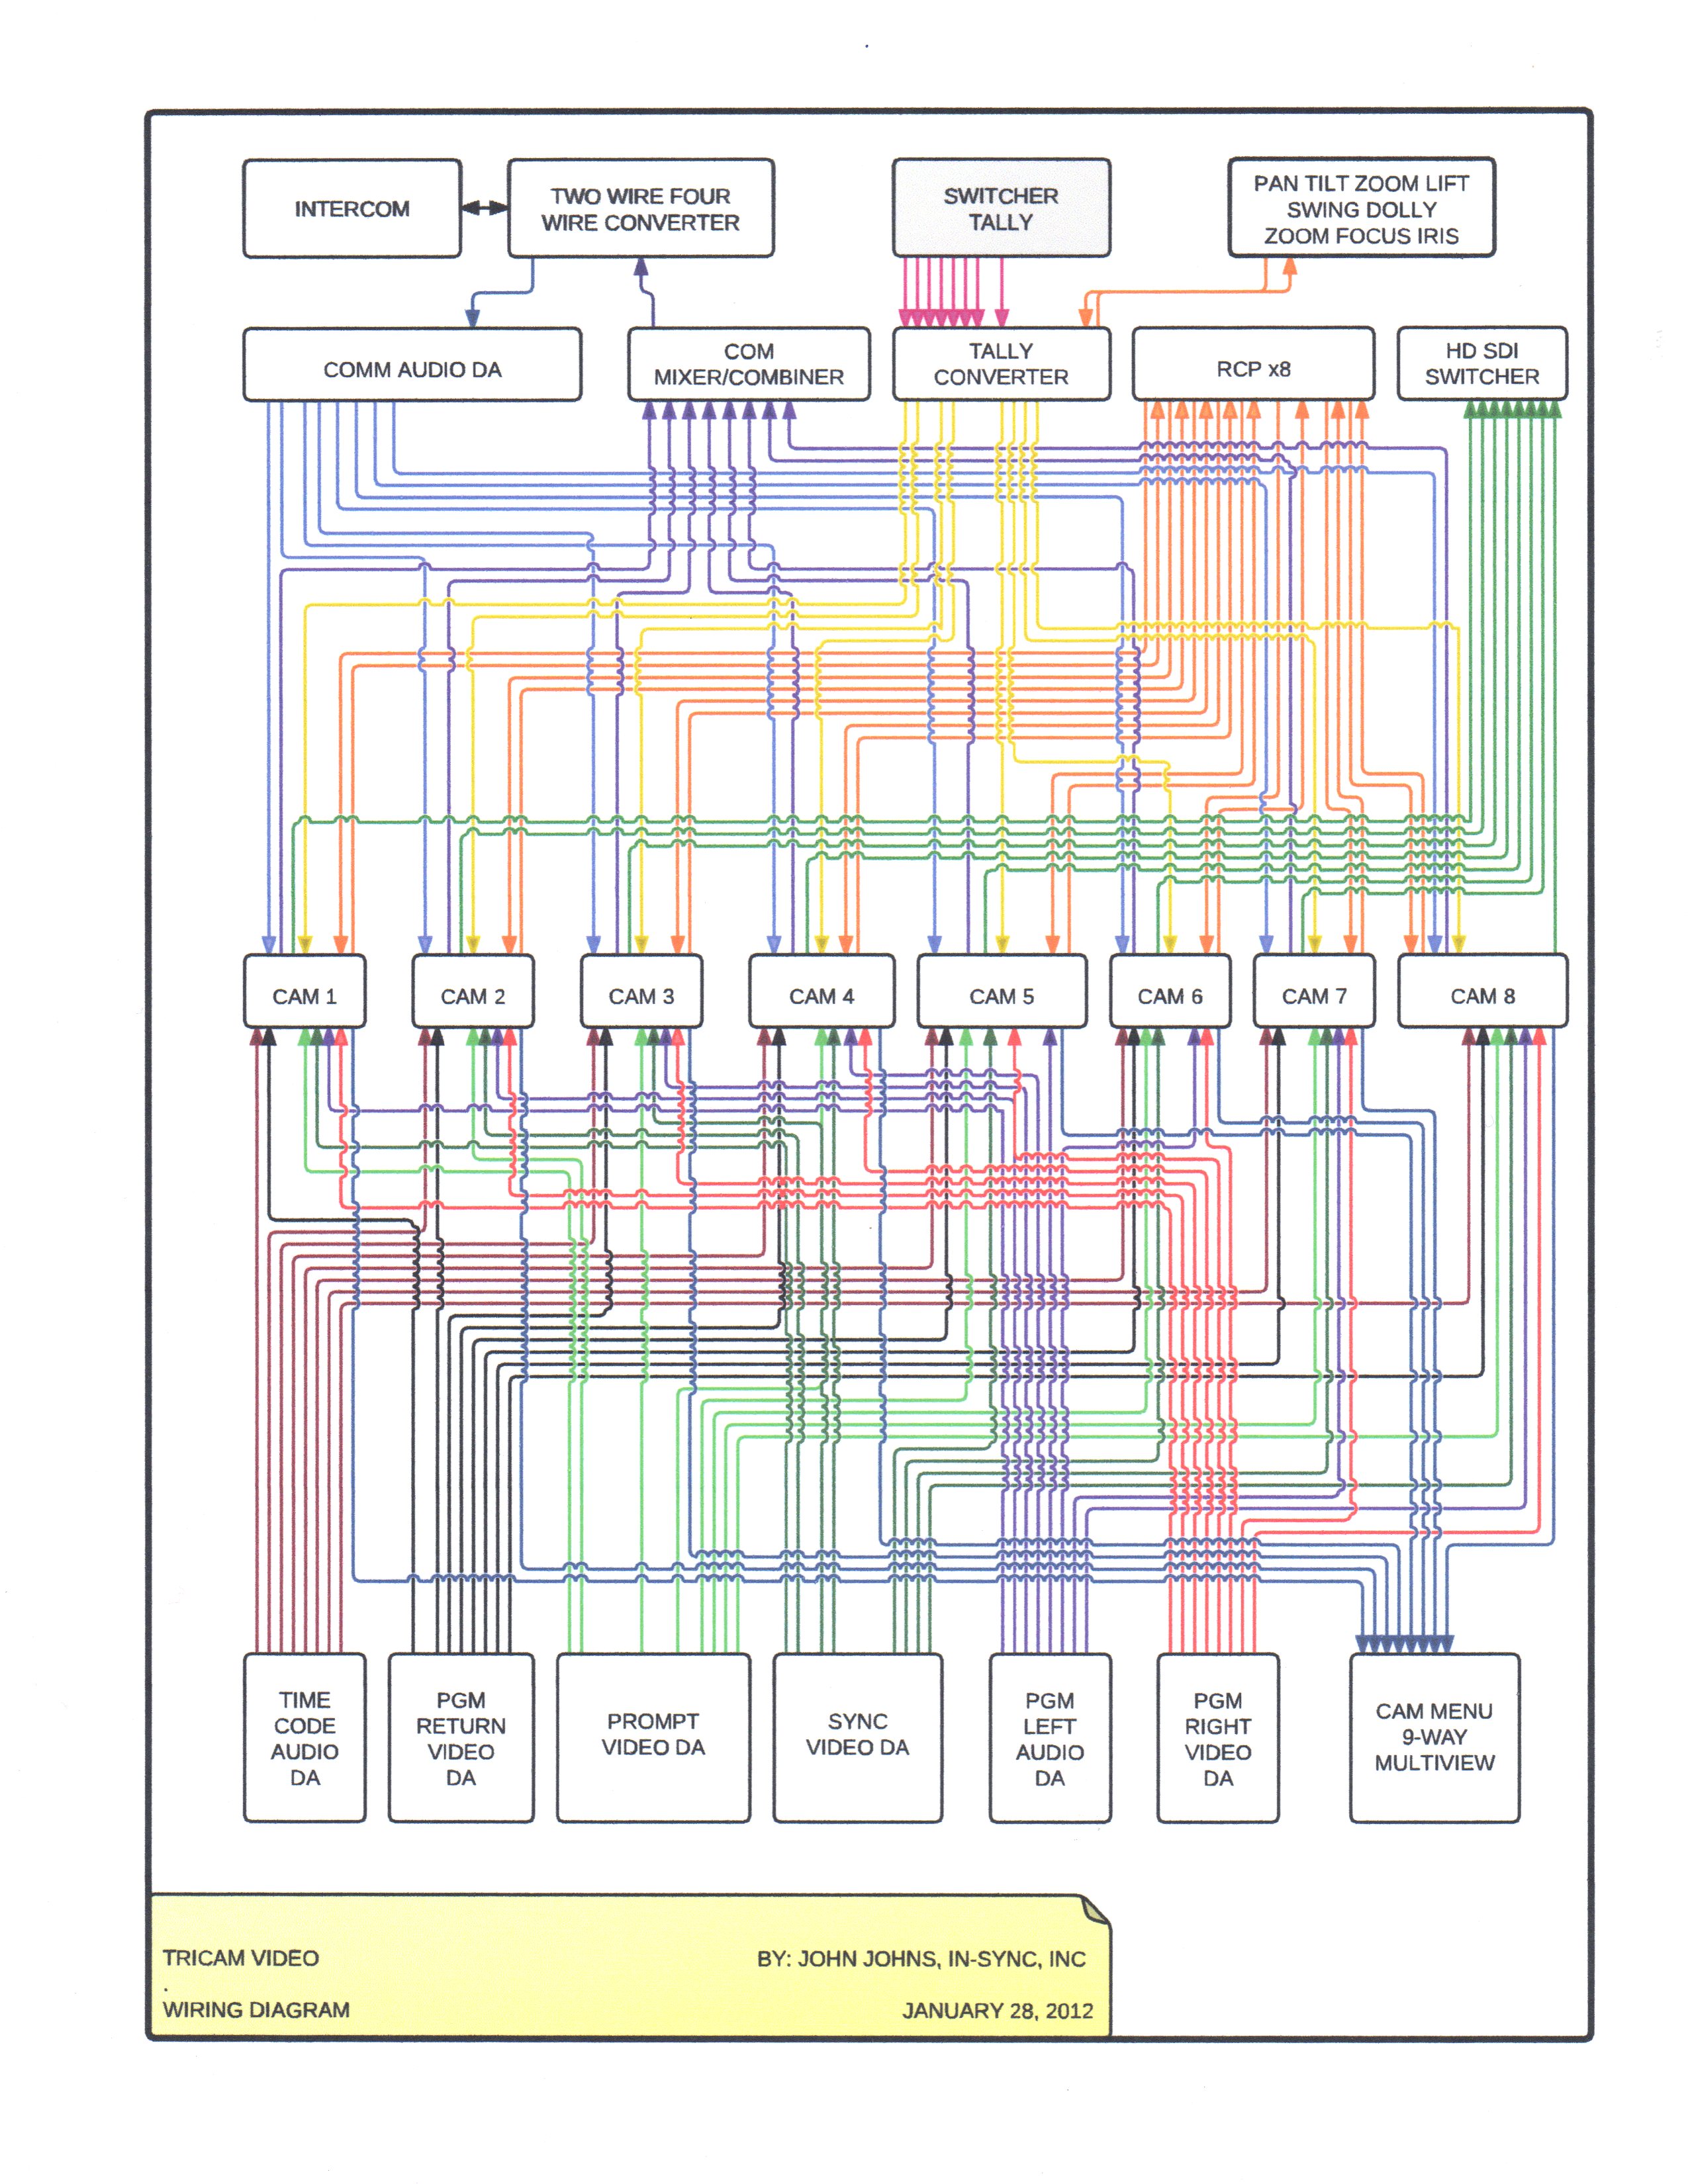 INTERCOM
TWO WIRE FOUR
WIRE CONVERTER
SWITCHER
TALLY
PAN TILT ZOOM LIFT
SWING DOLLY
ZOOM FOCUS IRIS
COMM AUDIO DA
COM
MIXER/COMBINER
TALLY
CONVERTER
RCP x8
HD SDI
SWITCHER
CAM 1
CAM 2
CAM 3
CAM 4
CAM 5
CAM 6
CAM 7
CAM 8
TIME
CODE
AUDIO
DA
PGM
RETURN
VIDEO
DA
PROMPT
VIDEO DA
SYNC
VIDEO DA
PGM
LEFT
AUDIO
DA
PGM
RIGHT
VIDEO
DA
CAM MENU
9-WAY
MULTIVIEW
TRICAM VIDEO
.
WIRING DIAGRAM
BY: JOHN JOHNS, IN-SYNC, INC
JANUARY 28, 2012